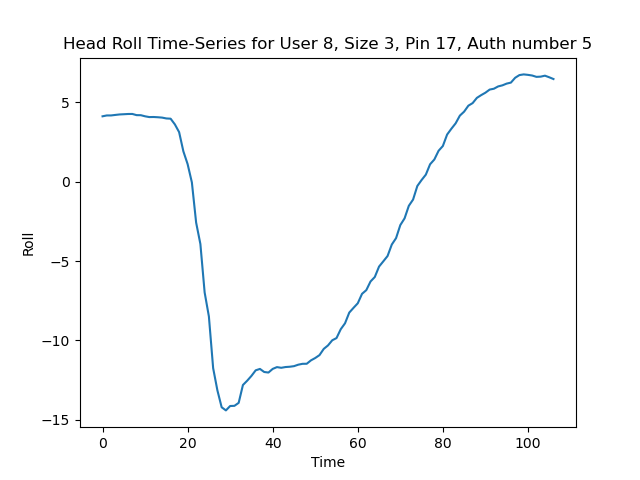 Head Roll Time-Series for User 8, Size 3, Pin 17, Auth number 5
5
0
−5
−10
−15
Roll
0 20 40 60 80 100
Time